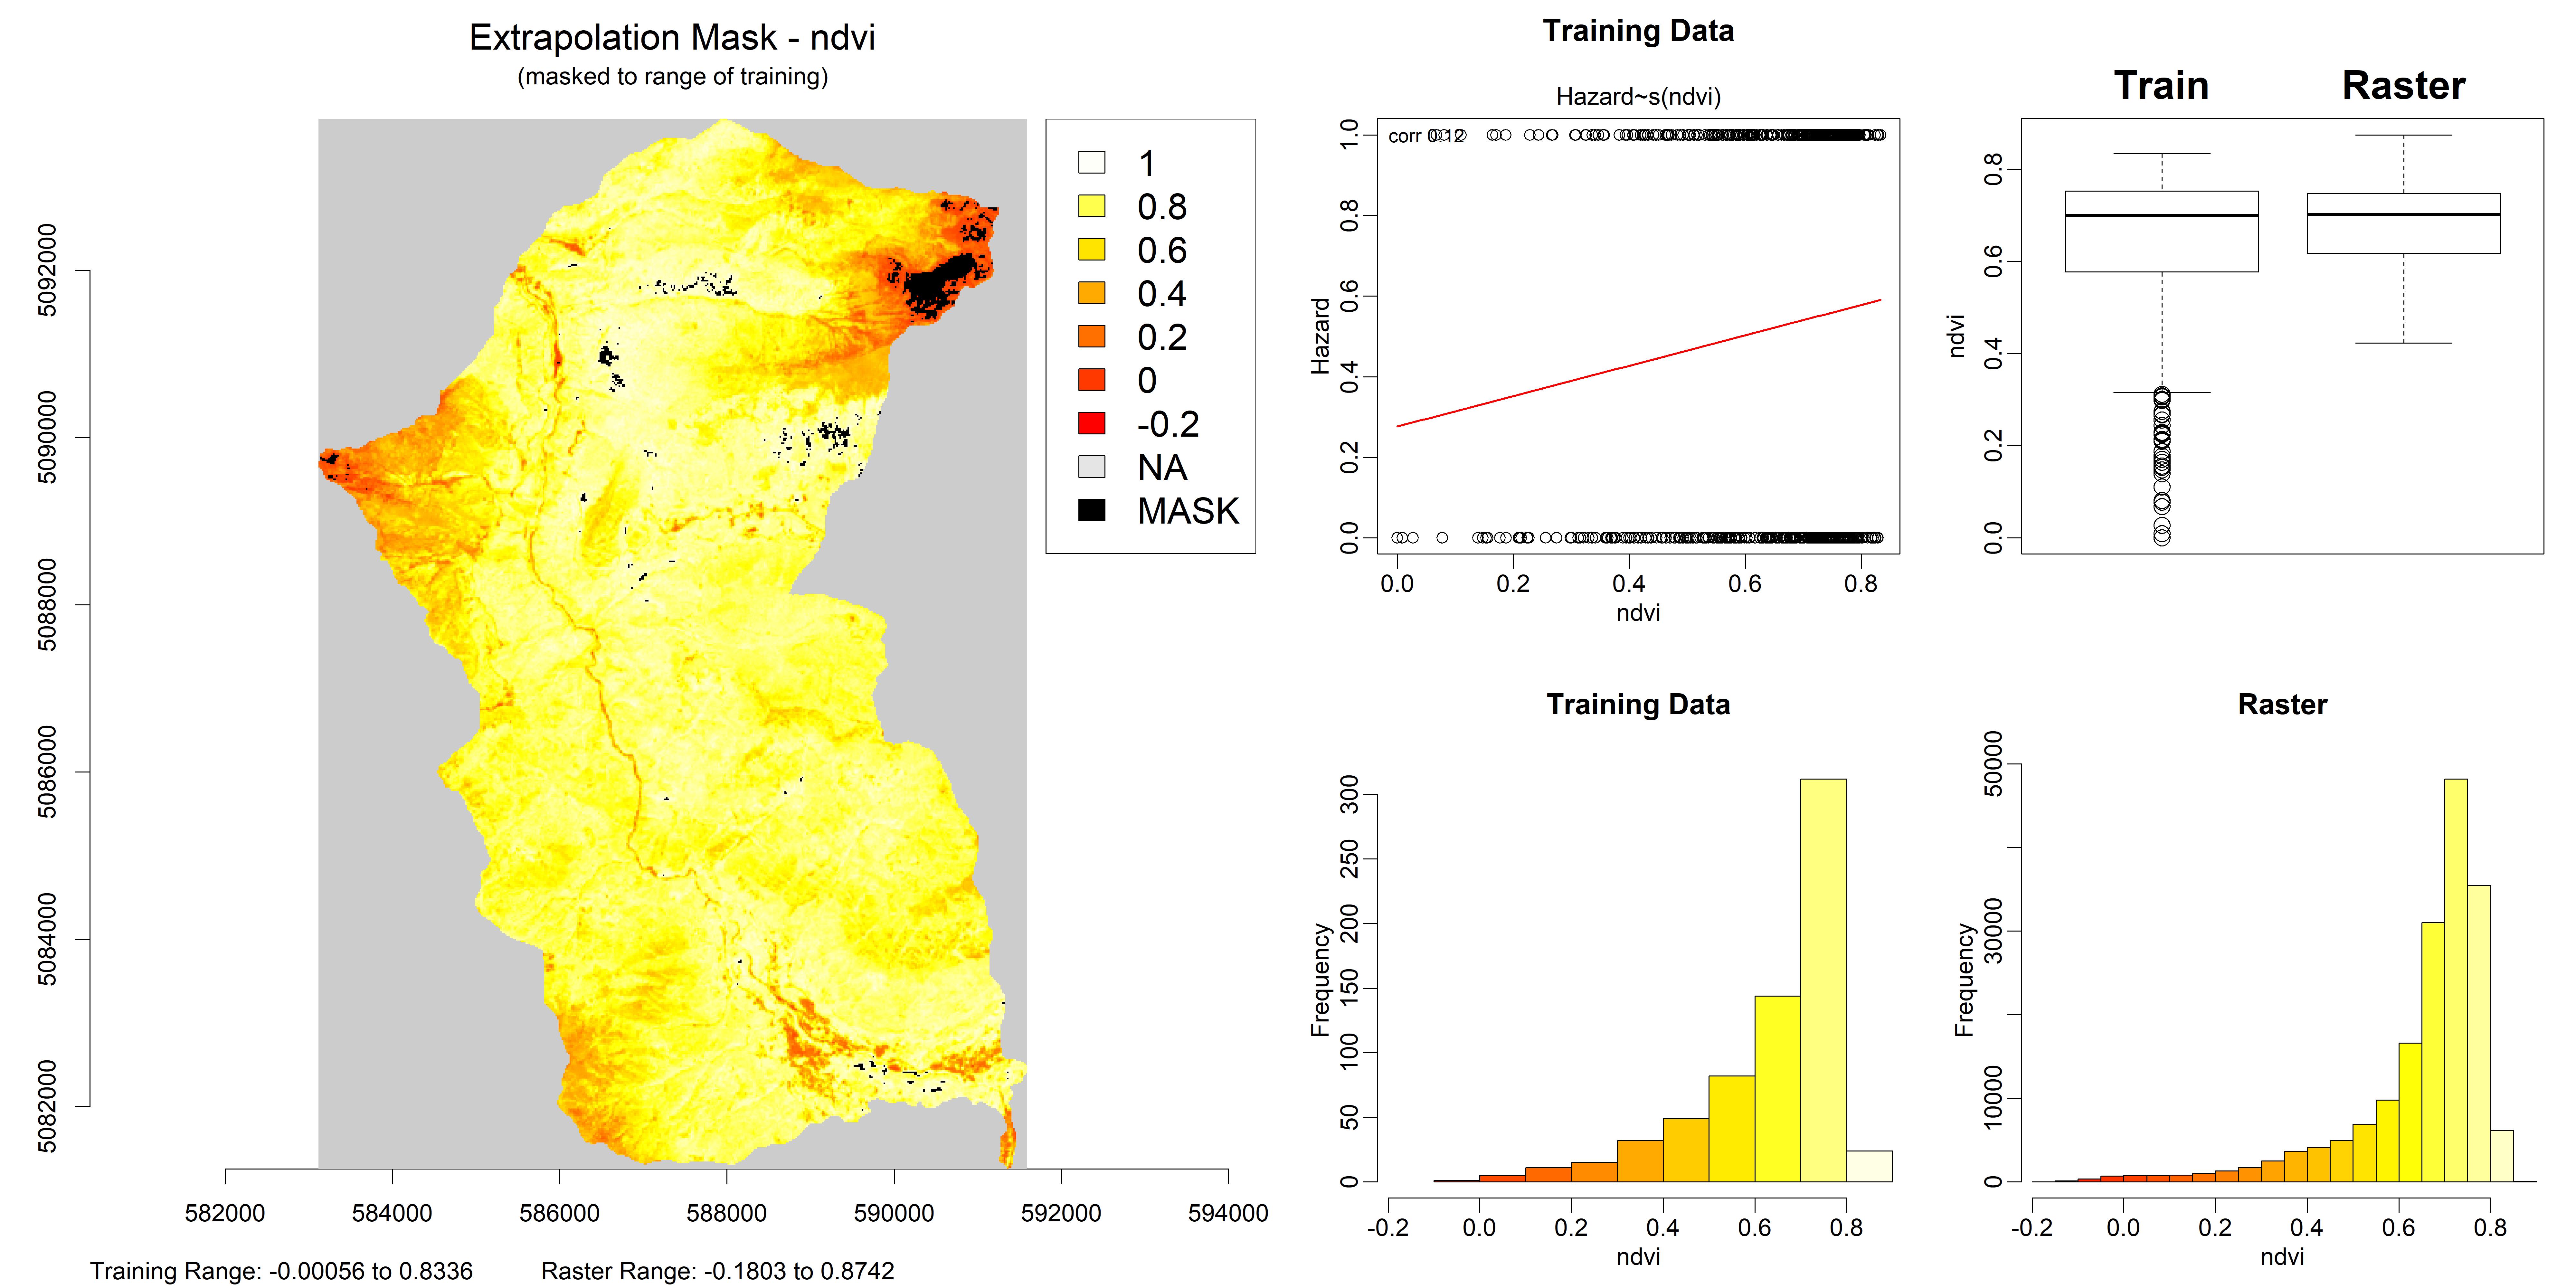 Extrapolation Mask - ndvi
(masked to range of training)
5082000 5084000 5086000 5088000 5090000 5092000
582000 584000 586000 588000 590000 592000 594000
1
0.8
0.6
0.4
0.2
0
-0.2
NA
MASK
Training Range: -0.00056 to 0.8336 Raster Range: -0.1803 to 0.8742
Training Data
Hazard~s(ndvi)
corr 0.12
Hazard
0.0 0.2 0.4 0.6 0.8 1.0
0.0 0.2 0.4 0.6 0.8
ndvi
Train Raster
ndvi
0.0 0.2 0.4 0.6 0.8
Training Data
Frequency
0 50 100 150 200 250 300
-0.2 0.0 0.2 0.4 0.6 0.8
ndvi
Raster
Frequency
0 10000 30000 50000
-0.2 0.0 0.2 0.4 0.6 0.8
ndvi